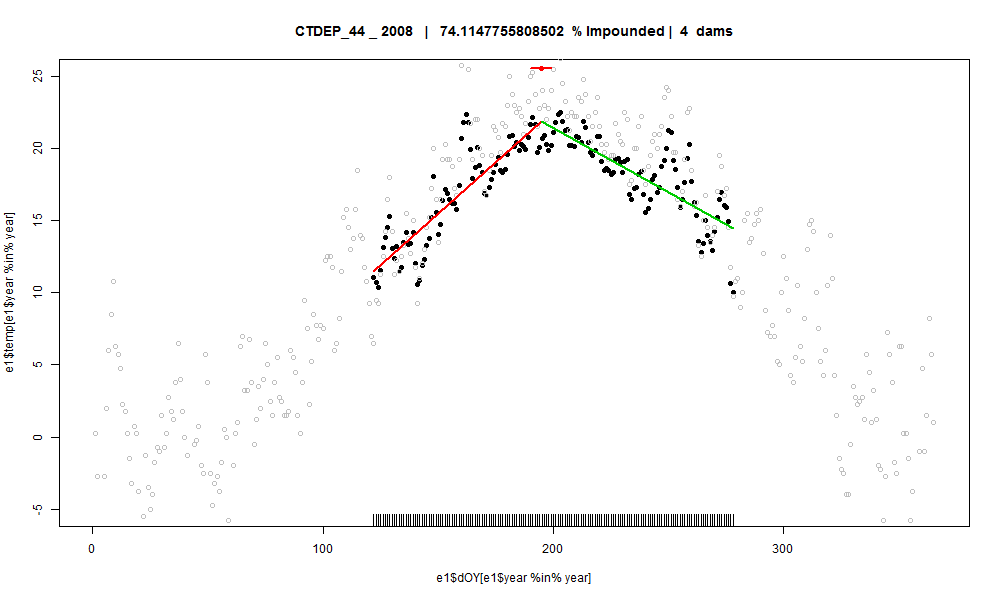 CTDEP_44 _ 2008 | 74.1147755808502 % Impounded | 4 dams
25
20
15
10
5
0
-5
e1$temp[e1$year %in% year]
0 100 200 300
e1$dOY[e1$year %in% year]